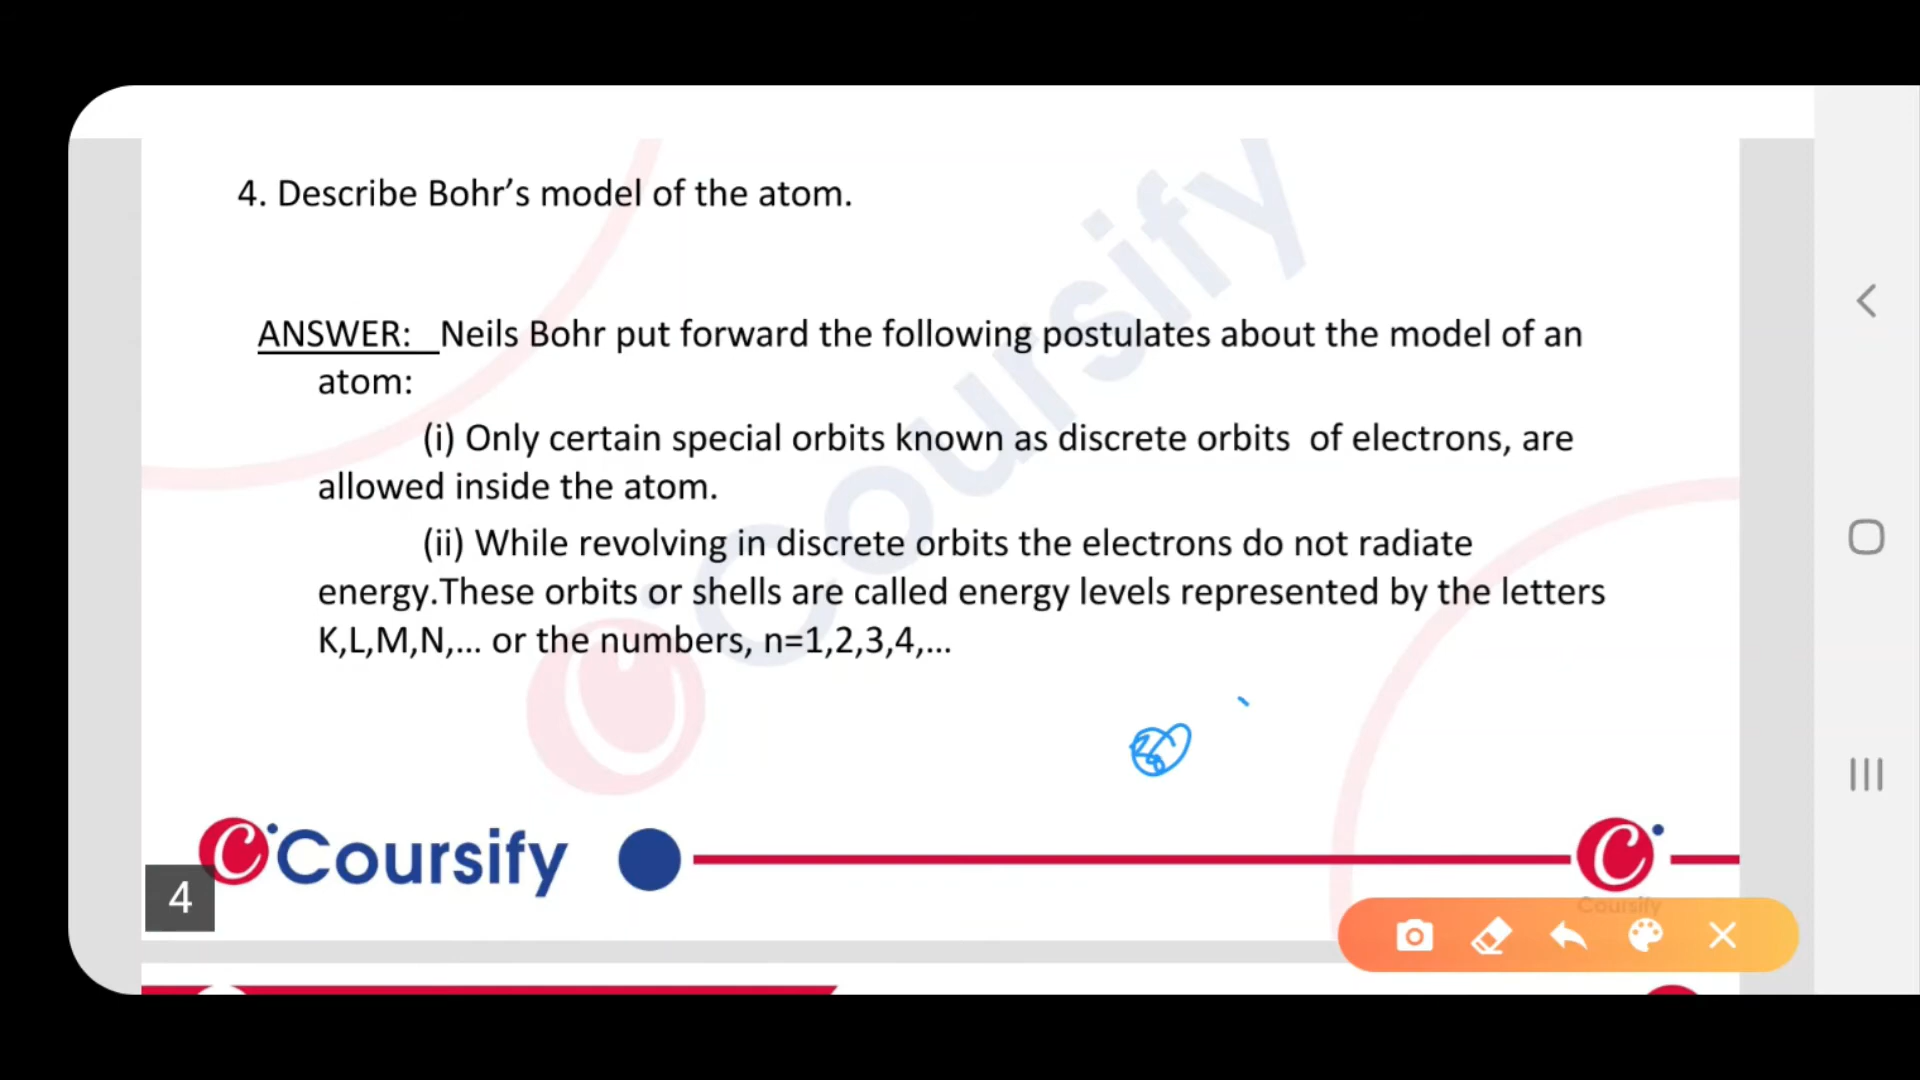 4. Describe Bohr’s model of the atom.
ANSWER: Neils Bohr put forward the following postulates about the model of an
atom:
(i) Only certain special orbits known as discrete orbits  of electrons, are
allowed inside the atom.
(ii) While revolving in discrete orbits the electrons do not radiate
energy.These orbits or shells are called energy levels represented by the letters
K,L,M,N,... or the numbers, n=1,2,3,4,...
Coursify
Coursify
4
Coursify